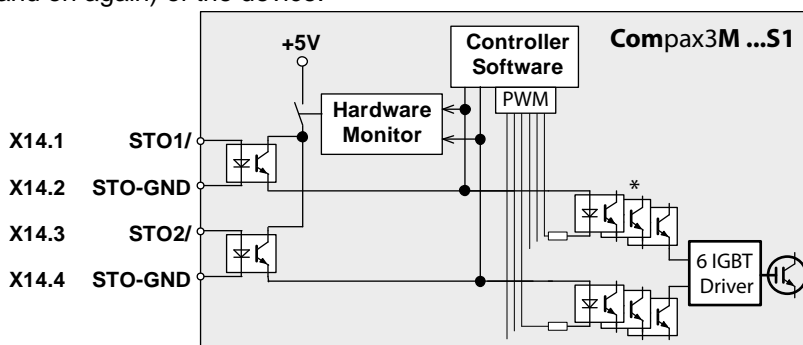 and on again) of the device.
+5V
Controller
Software
Compax3M ...S1
PWM
Hardware
Monitor
X14.1 STO1/
X14.2 STO-GND
*
X14.3 STO2/
6 IGBT
Driver
X14.4 STO-GND